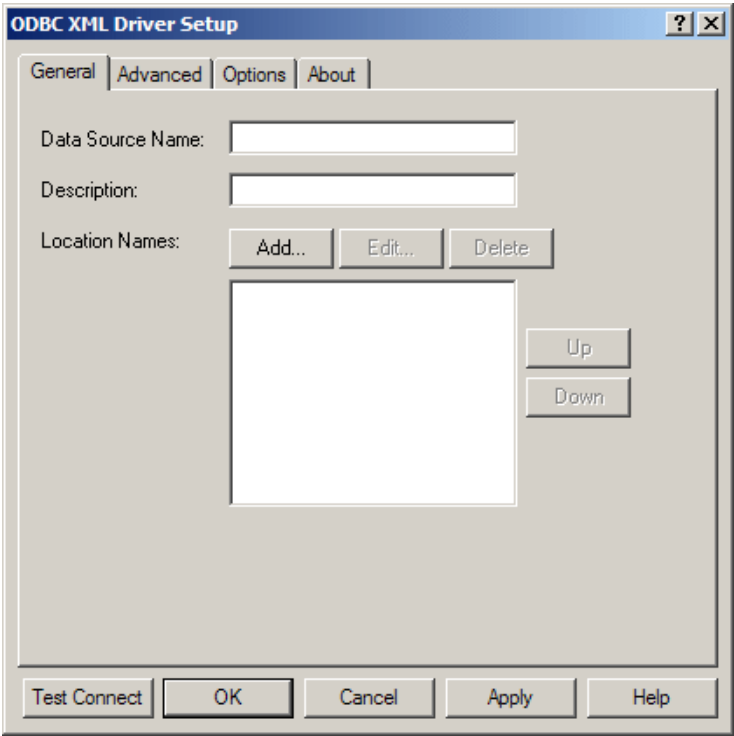 ODBC XML Driver Setup
General Advanced Options About
Data Source Name:
Description:
Location Names: Add... Edit... Delete
Up
Down
Test Connect OK Cancel Apply Help